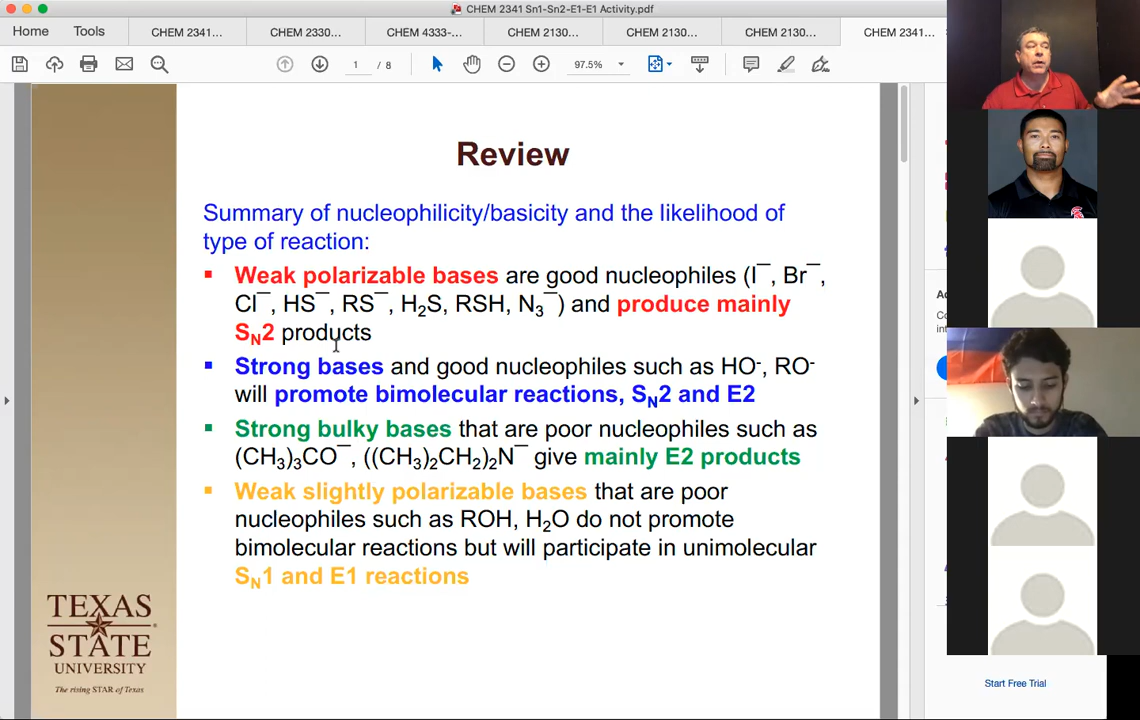 CHEM 2341 Sn1-Sn2-E1-E1 Activity.pdf
Home Tools CHEM 2341... CHEM 2330... CHEM 4333-... CHEM 2130... CHEM 2130... CHEM 2130... CHEM 2341...
1 / 8 97.5%
Review
Summary of nucleophilicity/basicity and the likelihood of
type of reaction:
▪ Weak polarizable bases are good nucleophiles (I¯, Br¯,
Cl¯, HS¯, RS¯, H₂S, RSH, N₃¯) and produce mainly
S_N2 products
▪ Strong bases and good nucleophiles such as HO⁻, RO⁻
will promote bimolecular reactions, S_N2 and E2
▪ Strong bulky bases that are poor nucleophiles such as
(CH₃)₃CO¯, ((CH₃)₂CH₂)₂N¯ give mainly E2 products
▪ Weak slightly polarizable bases that are poor
nucleophiles such as ROH, H₂O do not promote
bimolecular reactions but will participate in unimolecular
S_N1 and E1 reactions
TEXAS
STATE
UNIVERSITY
The rising STAR of Texas
Start Free Trial